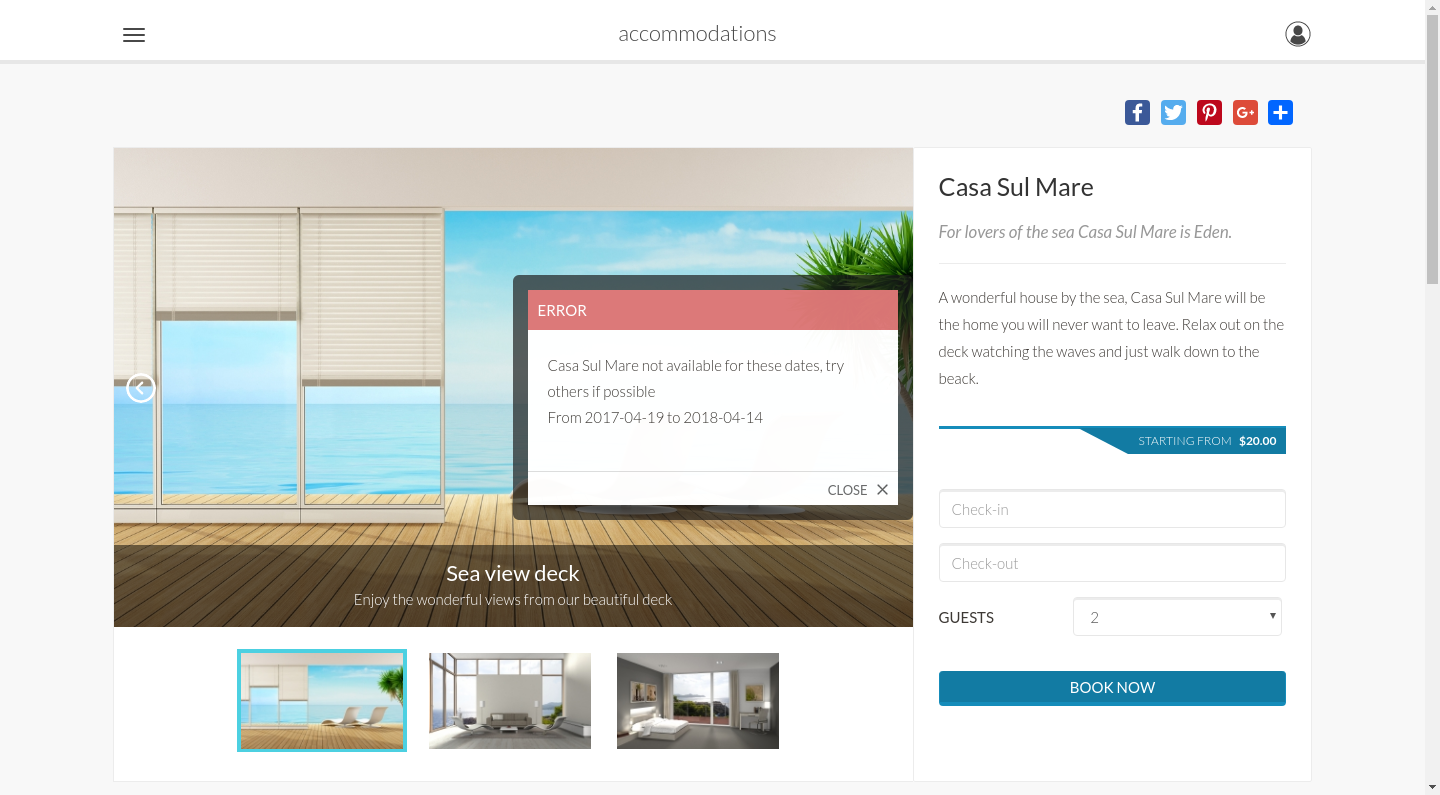 accommodations
Casa Sul Mare
For lovers of the sea Casa Sul Mare is Eden.
A wonderful house by the sea, Casa Sul Mare will be
the home you will never want to leave. Relax out on the
deck watching the waves and just walk down to the
beack.
STARTING FROM $20.00
Check-in
Check-out
GUESTS 2
BOOK NOW
ERROR
Casa Sul Mare not available for these dates, try
others if possible
From 2017-04-19 to 2018-04-14
CLOSE
Sea view deck
Enjoy the wonderful views from our beautiful deck